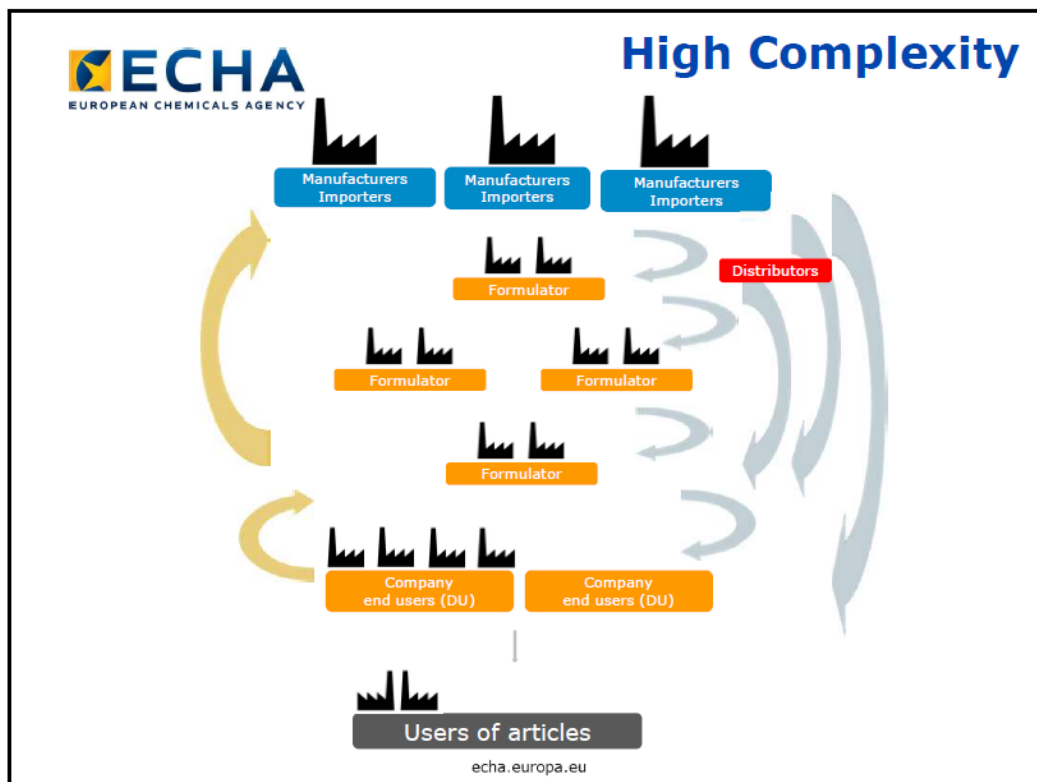 ECHA
EUROPEAN CHEMICALS AGENCY
High Complexity
Manufacturers
Importers
Manufacturers
Importers
Manufacturers
Importers
Distributors
Formulator
Formulator
Formulator
Formulator
Company
end users (DU)
Company
end users (DU)
Users of articles
echa.europa.eu